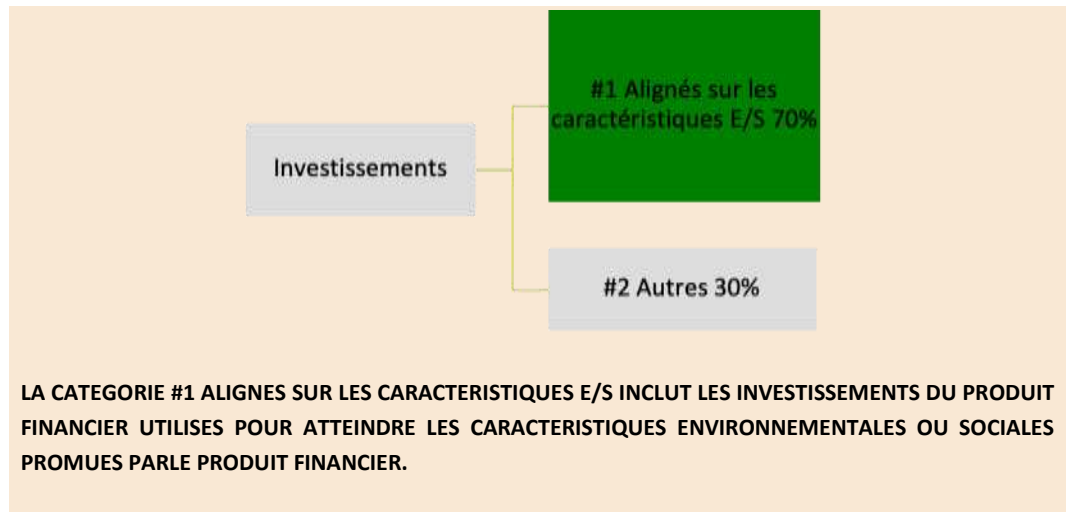 #1 Alignés sur les
caractéristiques E/S 70%
Investissements
#2 Autres 30%
LA CATEGORIE #1 ALIGNES SUR LES CARACTERISTIQUES E/S INCLUT LES INVESTISSEMENTS DU PRODUIT
FINANCIER UTILISES POUR ATTEINDRE LES CARACTERISTIQUES ENVIRONNEMENTALES OU SOCIALES
PROMUES PARLE PRODUIT FINANCIER.